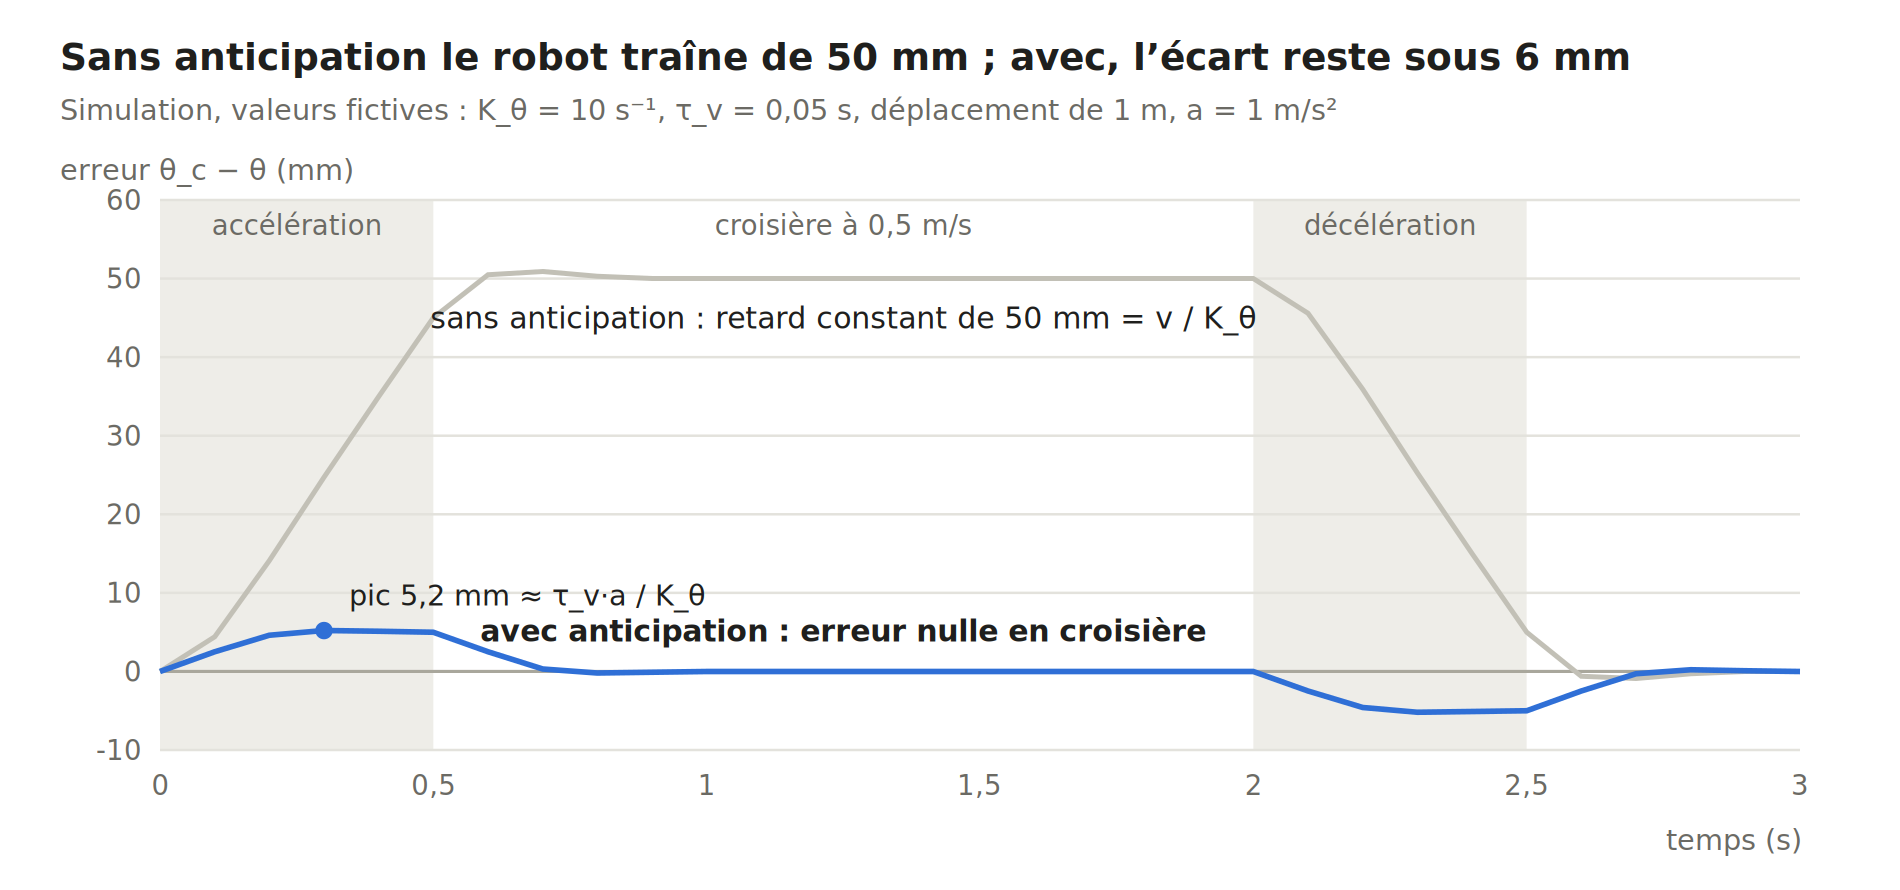 Sans anticipation le robot traîne de 50 mm ; avec, l’écart reste sous 6 mm
Simulation, valeurs fictives : K_θ = 10 s⁻¹, τ_v = 0,05 s, déplacement de 1 m, a = 1 m/s²
erreur θ_c − θ (mm)
60
accélération
croisière à 0,5 m/s
décélération
50
sans anticipation : retard constant de 50 mm = v / K_θ
40
30
20
10
pic 5,2 mm ≈ τ_v·a / K_θ
avec anticipation : erreur nulle en croisière
0
-10
0
0,5
1
1,5
2
2,5
3
temps (s)